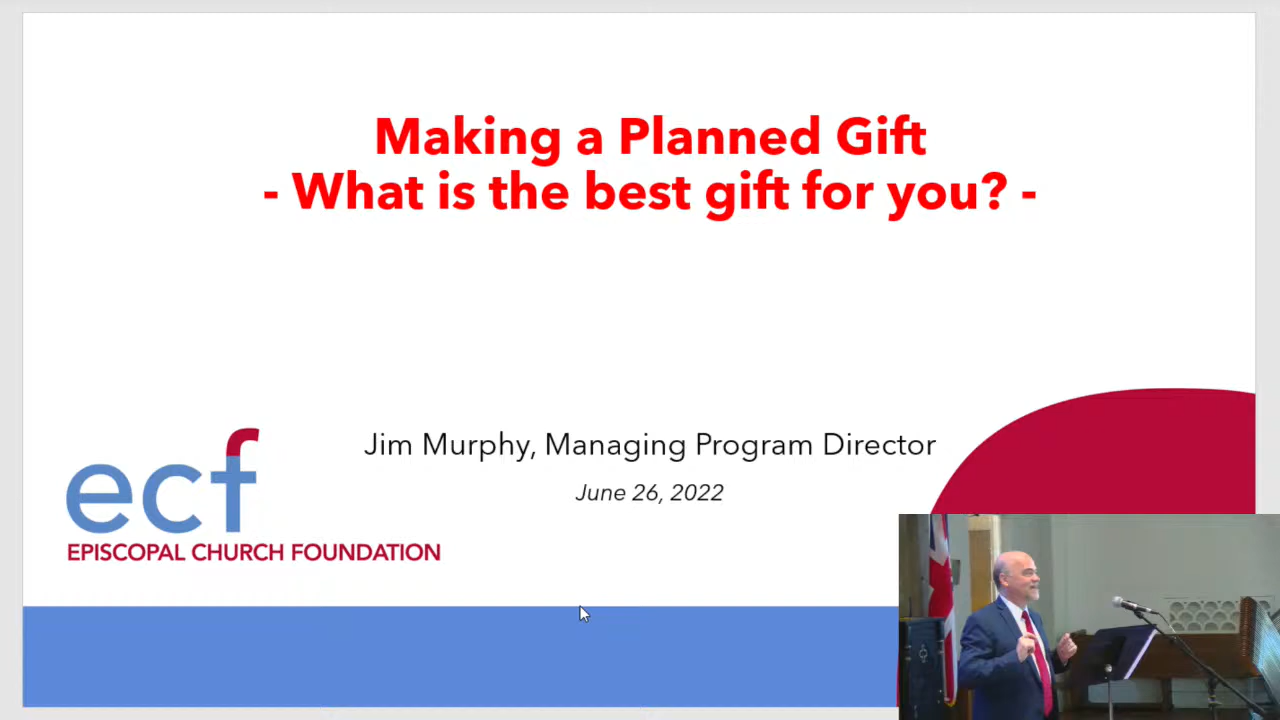 Making a Planned Gift
- What is the best gift for you? -
Jim Murphy, Managing Program Director
June 26, 2022
ecf
EPISCOPAL CHURCH FOUNDATION